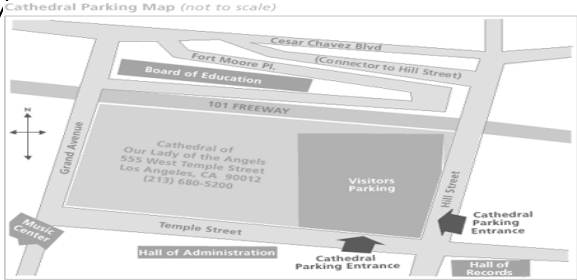 Cathedral Parking Map (not to scale)
Cesar Chavez Blvd
Fort Moore Pl.
(Connector to Hill Street)
Board of Education
101 FREEWAY
N
Grand Avenue
Cathedral of
Our Lady of the Angels
555 West Temple Street
Los Angeles, CA 90012
(213) 680-5200
Visitors
Parking
Hill Street
Cathedral
Parking
Entrance
Music
Center
Temple Street
Hall of Administration
Cathedral
Parking Entrance
Hall of
Records